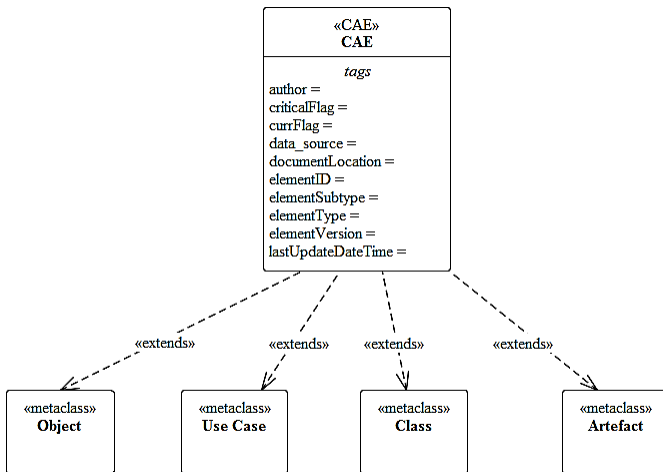 «CAE»
CAE
tags
author =
criticalFlag =
currFlag =
data_source =
documentLocation =
elementID =
elementSubtype =
elementType =
elementVersion =
lastUpdateDateTime =
«extends» «extends» «extends» «extends»
«metaclass» «metaclass» «metaclass» «metaclass»
Object Use Case Class Artefact